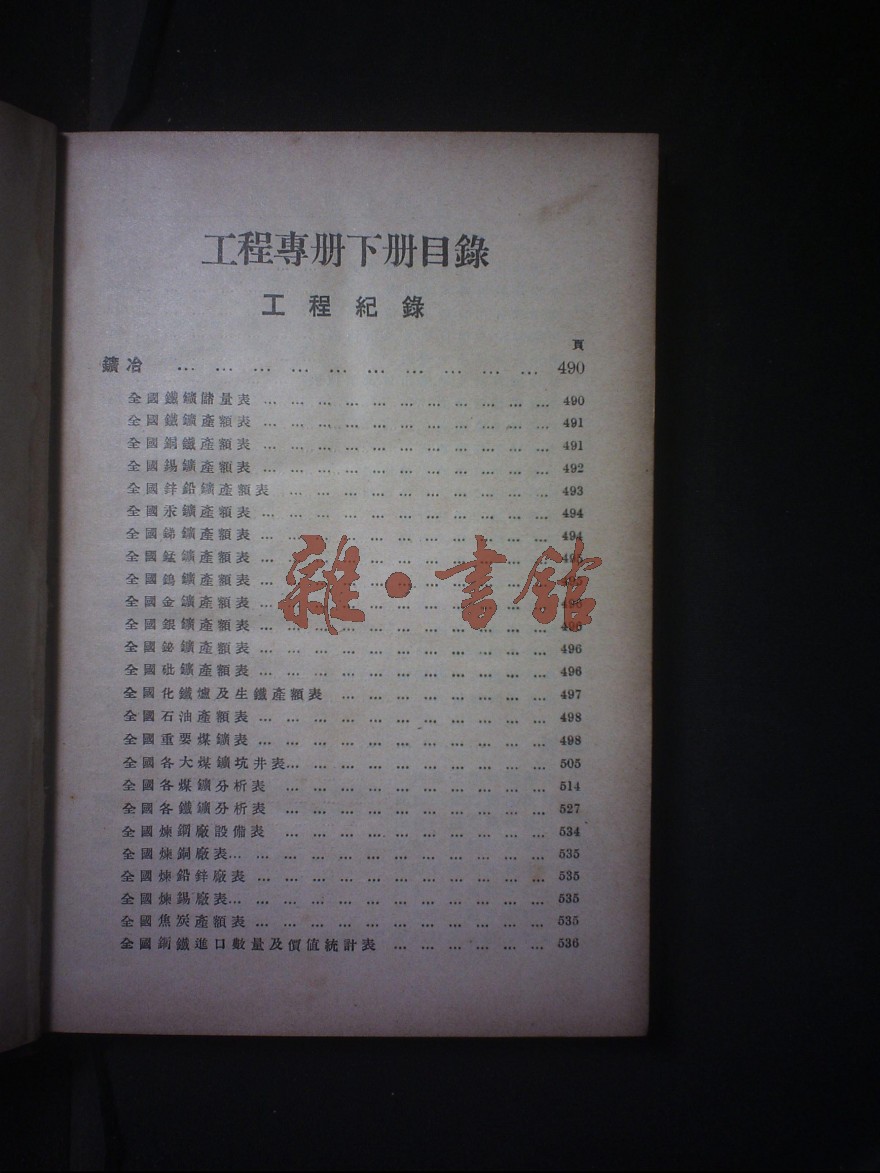 工程專册下册目錄
工程紀錄
頁
鑛冶 … … … … … … … … … … 490
全國鐵鑛儲量表 … … … … … … … … … … … 490
全國鐵鑛產額表 … … … … … … … … … … … 491
全國銅鐵產額表 … … … … … … … … … … … 491
全國錫鑛產額表 … … … … … … … … … … … 492
全國鋅鉛鑛產額表 … … … … … … … … … … 493
全國汞鑛產額表 … … … … … … … … … … … 494
全國銻鑛產額表 … … … … … … … … … … … 494
全國錳鑛產額表 … … … … … … … … … … … 495
全國鎢鑛產額表 … … … … … … … … … … …
全國金鑛產額表 … … … … … … … … … … …
全國銀鑛產額表 … … … … … … … … … … … 496
全國鉍鑛產額表 … … … … … … … … … … … 496
全國砒鑛產額表 … … … … … … … … … … … 496
全國化鐵爐及生鐵產額表 … … … … … … … … 497
全國石油產額表 … … … … … … … … … … … 498
全國重要煤鑛表 … … … … … … … … … … … 498
全國各大煤鑛坑井表… … … … … … … … … … 505
全國各煤鑛分析表 … … … … … … … … … … 514
全國各鐵鑛分析表 … … … … … … … … … … 527
全國煉鋼廠設備表 … … … … … … … … … … 534
全國煉銅廠表… … … … … … … … … … … … 535
全國煉鉛鋅廠表 … … … … … … … … … … … 535
全國煉錫廠表… … … … … … … … … … … … 535
全國焦炭產額表 … … … … … … … … … … … 535
全國銅鐵進口數量及價值統計表 … … … … … … 536
雜·書館